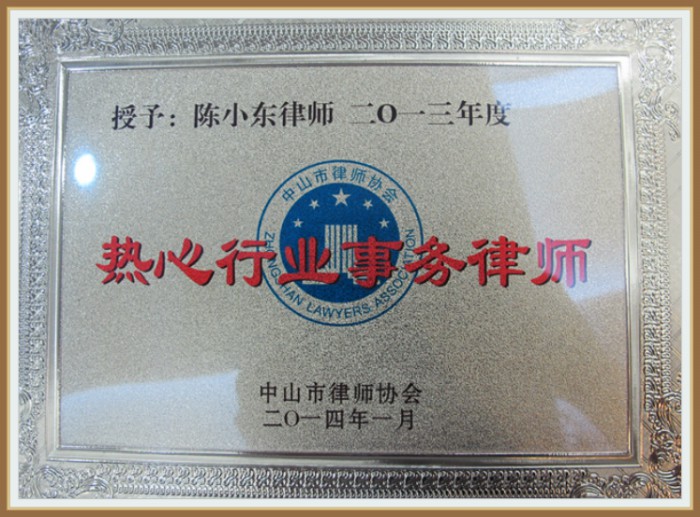 授予：陈小东律师 二O一三年度
中山市律师协会
热心行业事务律师
ZHONGSHAN LAWYERS ASSOCIATION
中山市律师协会
二O一四年一月